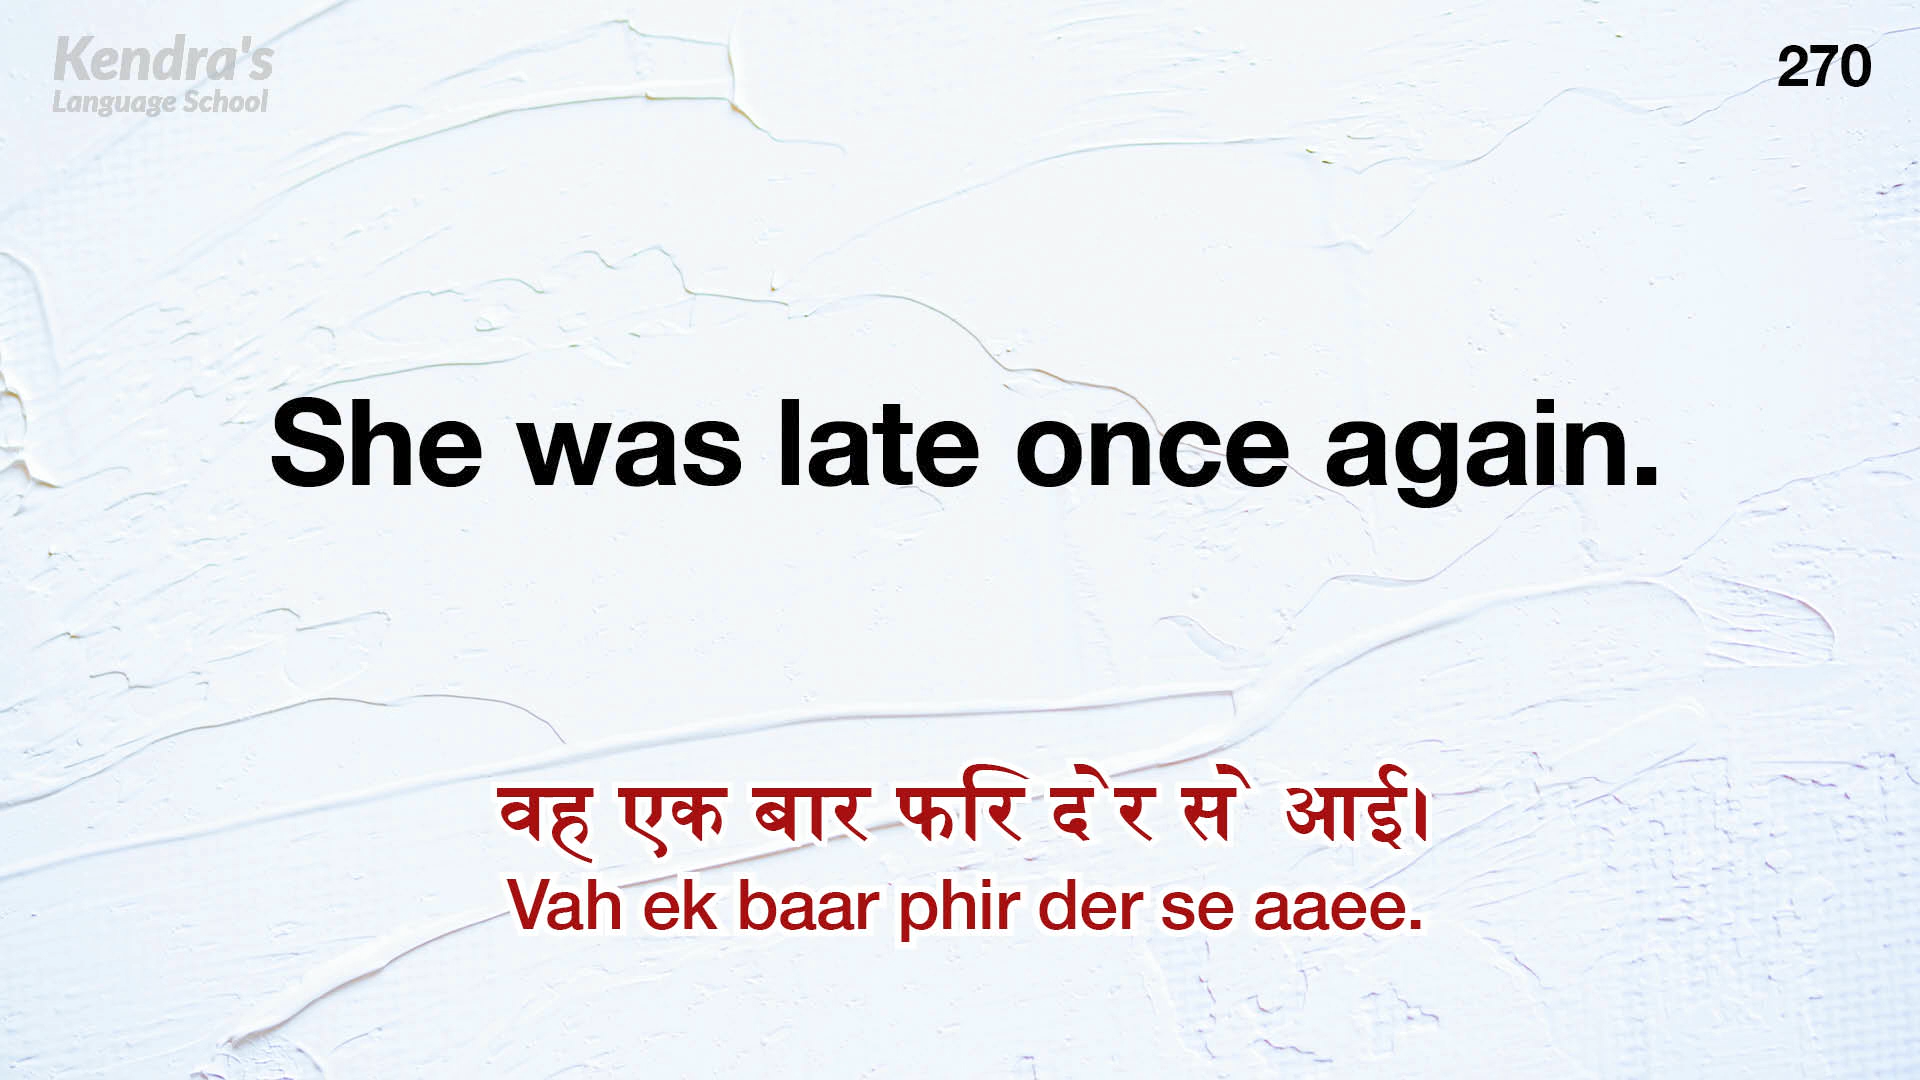 Kendra's
Language School
270
She was late once again.
वह एक बार फरि देर से आई।
Vah ek baar phir der se aaee.